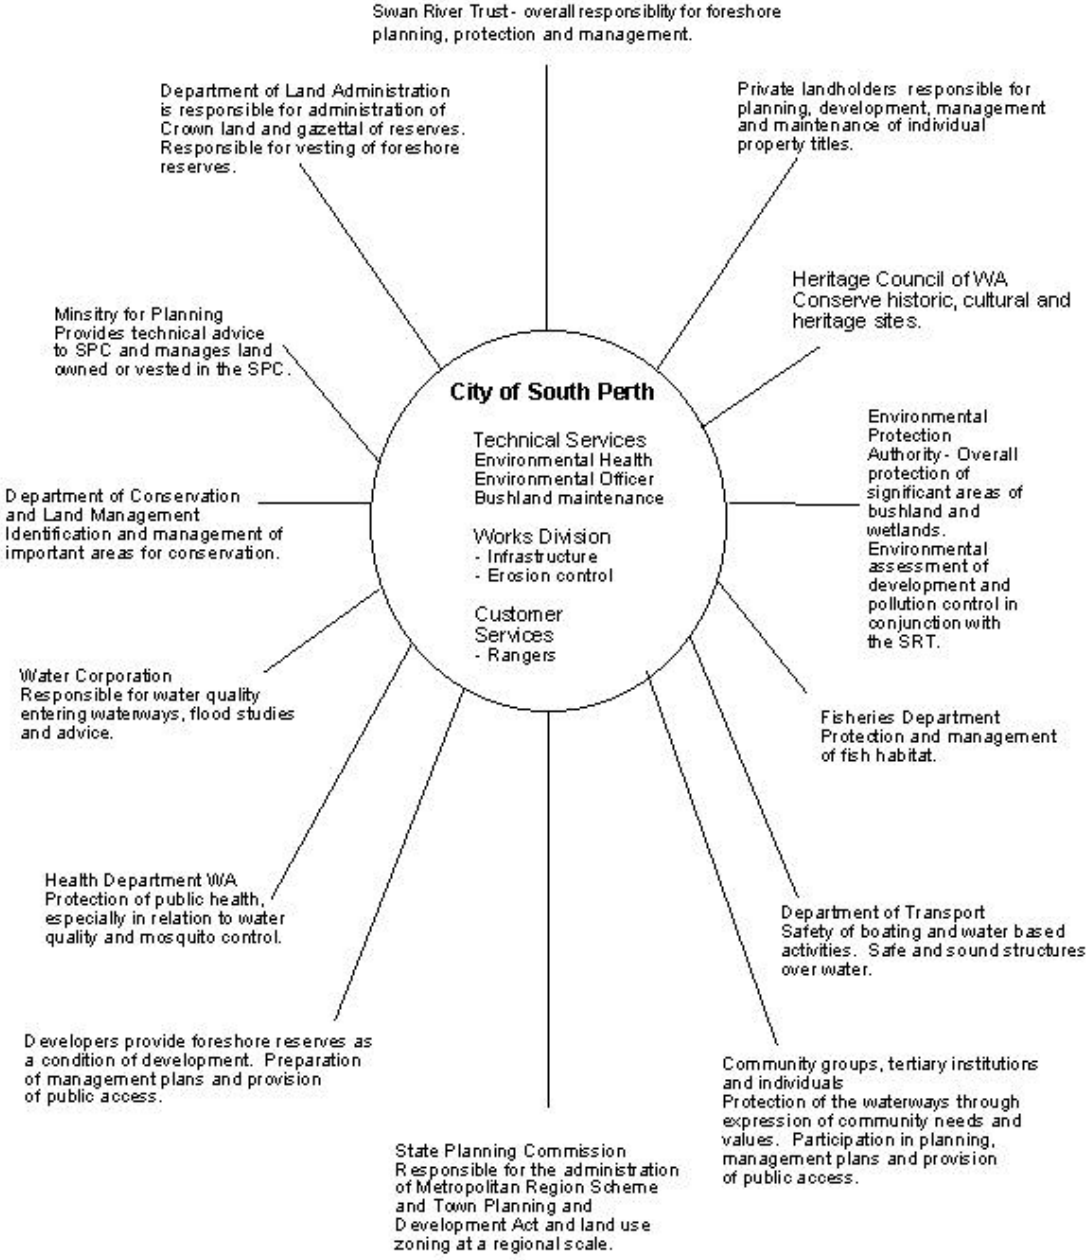 Swan River Trust - overall responsiblity for foreshore
planning, protection and management.
Department of Land Administration
is responsible for administration of
Crown land and gazettal of reserves.
Responsible for vesting of foreshore
reserves.
Private landholders responsible for
planning, development, management
and maintenance of individual
property titles.
Minsitry for Planning
Provides technical advice
to SPC and manages land
owned or vested in the SPC.
Heritage Council of WA
Conserve historic, cultural and
heritage sites.
City of South Perth
Technical Services
Environmental Health
Environmental Officer
Bushland maintenance
Works Division
- Infrastructure
- Erosion control
Customer
Services
- Rangers
Department of Conservation
and Land Management
Identification and management of
important areas for conservation.
Environmental
Protection
Authority - Overall
protection of
significant areas of
bushland and
wetlands.
Environmental
assessment of
development and
pollution control in
conjunction with
the SRT.
Water Corporation
Responsible for water quality
entering waterways, flood studies
and advice.
Fisheries Department
Protection and management
of fish habitat.
Health Department WA
Protection of public health,
especially in relation to water
quality and mosquito control.
Department of Transport
Safety of boating and water based
activities. Safe and sound structures
over water.
Developers provide foreshore reserves as
a condition of development. Preparation
of management plans and provision
of public access.
Community groups, tertiary institutions
and individuals
Protection of the waterways through
expression of community needs and
values. Participation in planning,
management plans and provision
of public access.
State Planning Commission
Responsible for the administration
of Metropolitan Region Scheme
and Town Planning and
Development Act and land use
zoning at a regional scale.